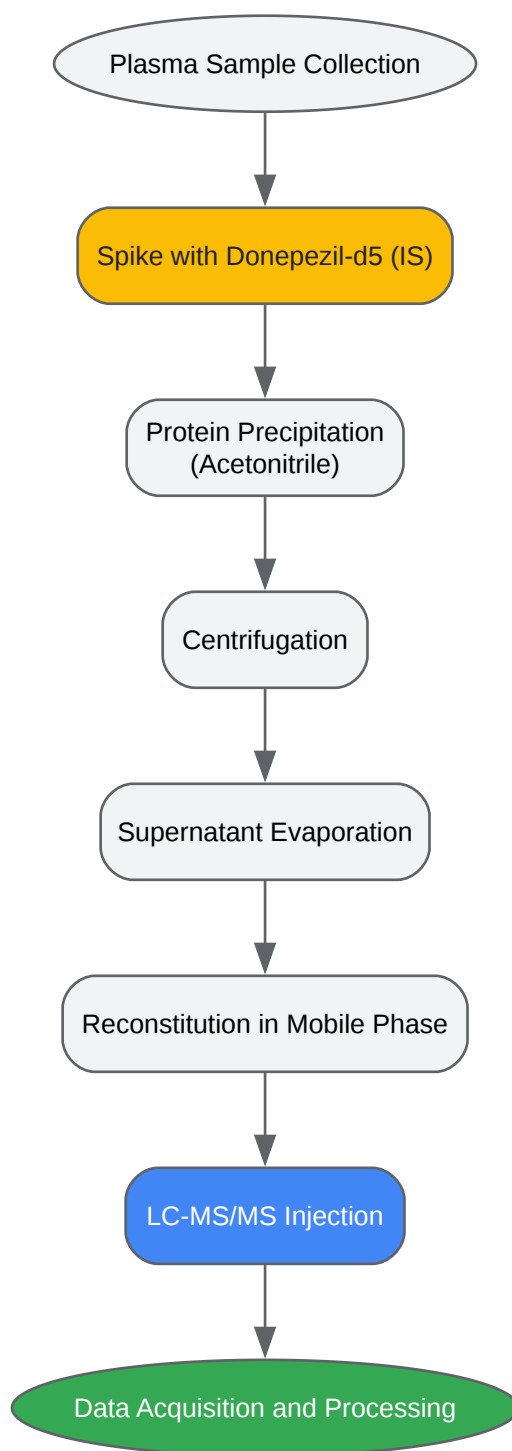 Plasma Sample Collection
Spike with Donepezil-d5 (IS)
Protein Precipitation
(Acetonitrile)
Centrifugation
Supernatant Evaporation
Reconstitution in Mobile Phase
LC-MS/MS Injection
Data Acquisition and Processing